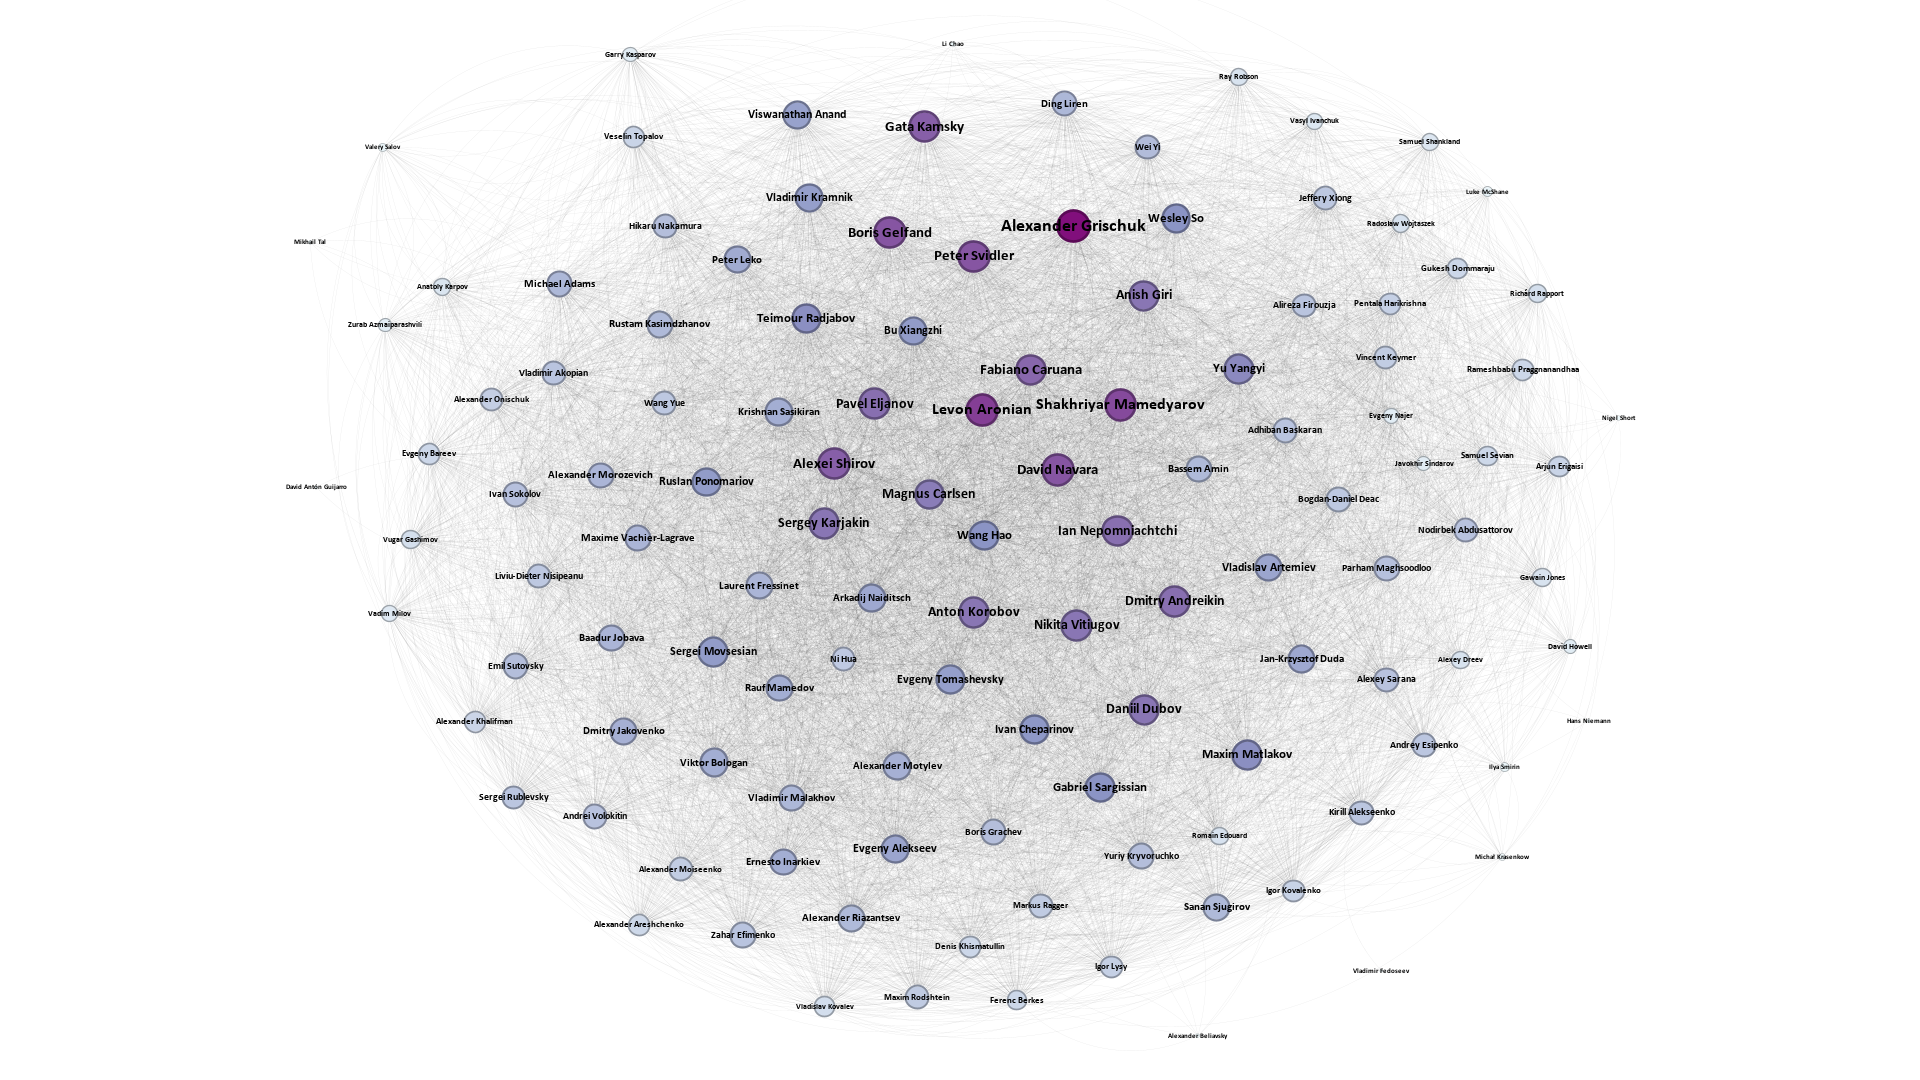 Li Chao
Garry Kasparov
Ray Robson
Ding Liren
Viswanathan Anand
Vasyl Ivanchuk
Gata Kamsky
Veselin Topalov
Samuel Shankland
Valery Salov
Wei Yi
Luke McShane
Vladimir Kramnik
Jeffery Xiong
Wesley So
Radosław Wojtaszek
Hikaru Nakamura
Alexander Grischuk
Boris Gelfand
Mikhail Tal
Peter Svidler
Peter Leko
Gukesh Dommaraju
Michael Adams
Anatoly Karpov
Richárd Rapport
Anish Giri
Pentala Harikrishna
Alireza Firouzja
Teimour Radjabov
Rustam Kasimdzhanov
Zurab Azmaiparashvili
Bu Xiangzhi
Vincent Keymer
Yu Yangyi
Rameshbabu Praggnanandhaa
Fabiano Caruana
Vladimir Akopian
Alexander Onischuk
Wang Yue
Pavel Eljanov
Shakhriyar Mamedyarov
Levon Aronian
Krishnan Sasikiran
Evgeny Najer
Nigel Short
Adhiban Baskaran
Evgeny Bareev
Samuel Sevian
Alexei Shirov
Javokhir Sindarov
Arjun Erigaisi
David Navara
Bassem Amin
Alexander Morozevich
Ruslan Ponomariov
David Antón Guijarro
Ivan Sokolov
Magnus Carlsen
Bogdan-Daniel Deac
Sergey Karjakin
Nodirbek Abdusattorov
Ian Nepomniachtchi
Wang Hao
Maxime Vachier-Lagrave
Vugar Gashimov
Vladislav Artemiev
Parham Maghsoodloo
Liviu-Dieter Nisipeanu
Gawain Jones
Laurent Fressinet
Arkadij Naiditsch
Dmitry Andreikin
Anton Korobov
Vadim Milov
Nikita Vitiugov
Baadur Jobava
David Howell
Sergei Movsesian
Ni Hua
Jan-Krzysztof Duda
Alexey Dreev
Emil Sutovsky
Evgeny Tomashevsky
Alexey Sarana
Rauf Mamedov
Daniil Dubov
Alexander Khalifman
Hans Niemann
Dmitry Jakovenko
Ivan Cheparinov
Andrey Esipenko
Maxim Matlakov
Viktor Bologan
Alexander Motylev
Ilya Smirin
Gabriel Sargissian
Sergei Rublevsky
Vladimir Malakhov
Kirill Alekseenko
Andrei Volokitin
Boris Grachev
Romain Edouard
Evgeny Alekseev
Yuriy Kryvoruchko
Michał Krasenkow
Ernesto Inarkiev
Alexander Moiseenko
Igor Kovalenko
Markus Ragger
Sanan Sjugirov
Alexander Riazantsev
Alexander Areshchenko
Zahar Efimenko
Denis Khismatullin
Igor Lysy
Vladimir Fedoseev
Maxim Rodshtein
Ferenc Berkes
Vladislav Kovalev
Alexander Beliavsky